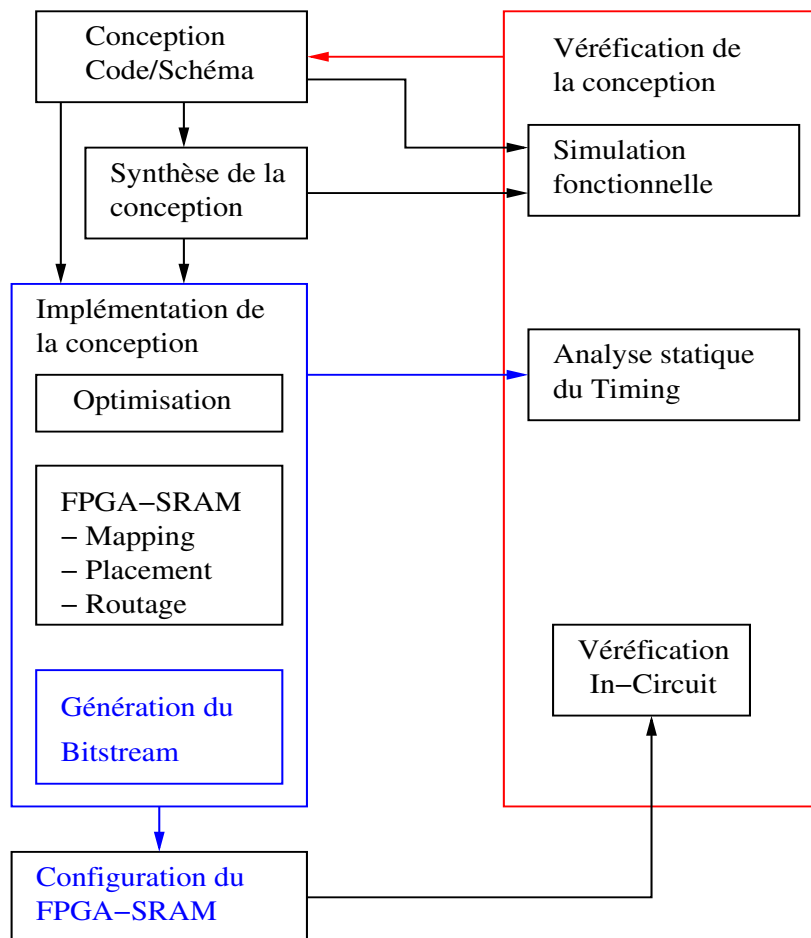 Conception
Code/Schéma
Synthèse de la
conception
Implémentation de
la conception
Optimisation
FPGA−SRAM
− Mapping
− Placement
− Routage
Génération du
Bitstream
Configuration du
FPGA−SRAM
Véréfication de
la conception
Simulation
fonctionnelle
Analyse statique
du Timing
Véréfication
In−Circuit